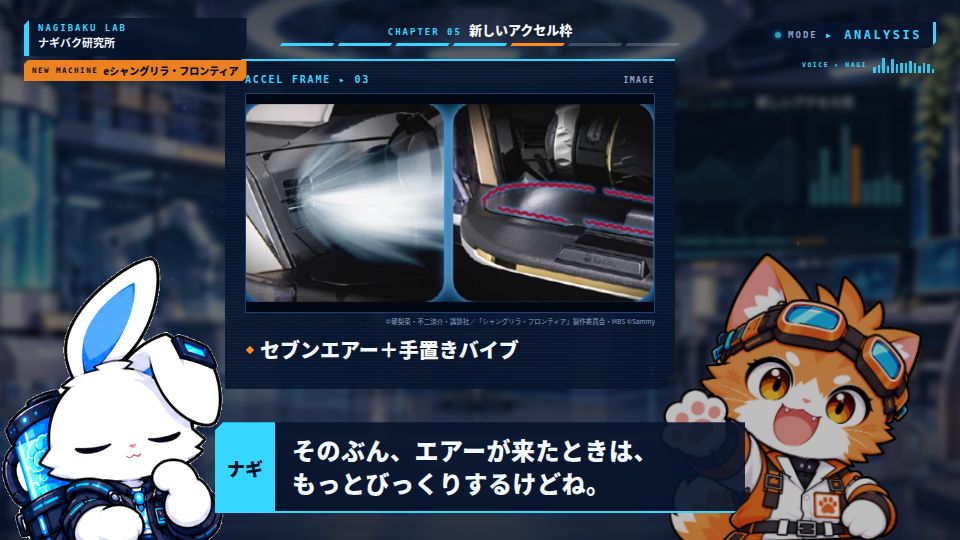 NAGIBAKU LAB
ナギバク研究所
NEW MACHINE eシャングリラ・フロンティア
CHAPTER 05 新しいアクセル枠
MODE ▶ ANALYSIS
VOICE ▸ NAGI
ACCEL FRAME ▸ 03
IMAGE
©硬梨菜・不二涼介・講談社／「シャングリラ・フロンティア」製作委員会・MBS ©Sammy
セブンエアー＋手置きバイブ
ナギ
そのぶん、エアーが来たときは、
もっとびっくりするけどね。